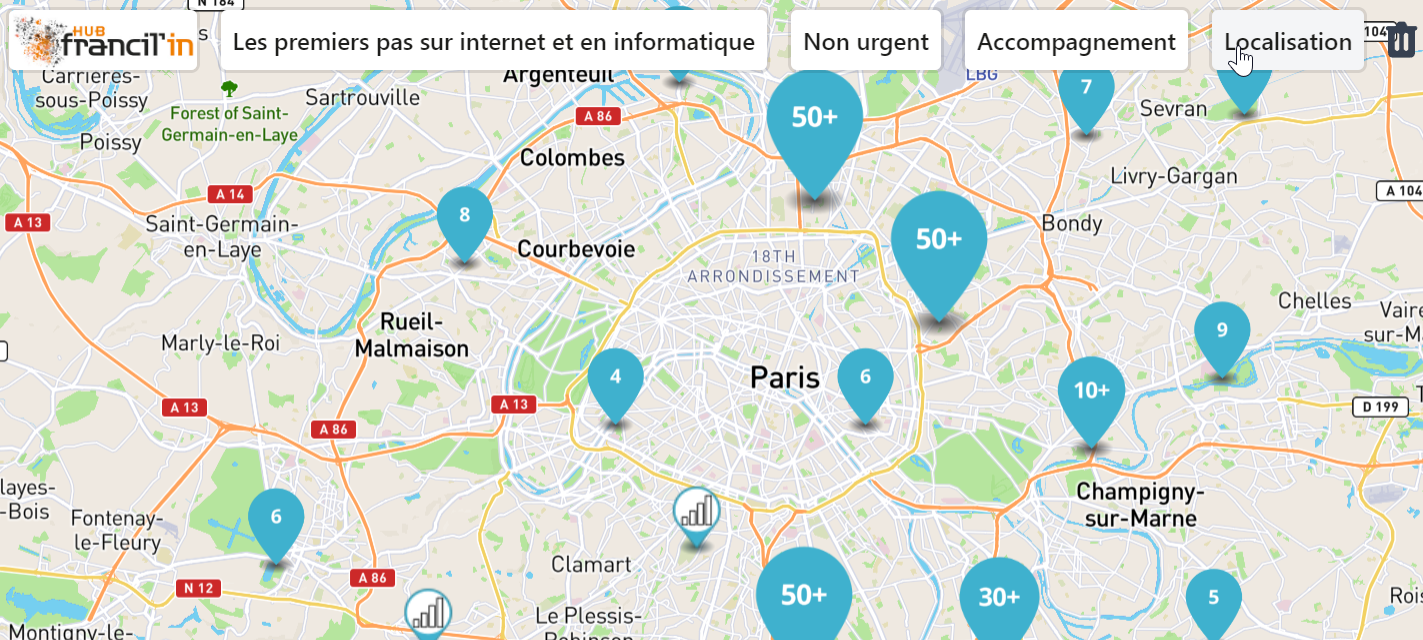 N 184
HUB
francil'in
Les premiers pas sur internet et en informatique
Non urgent
Accompagnement
Localisation
104
Carrières-
sous-Poissy
Argenteuil
LBG
Forest of Saint-
Germain-en-Laye
Sartrouville
A 86
50+
7
Sevran
Poissy
Colombes
Livry-Gargan
A 14
A 104
A 13
Saint-Germain-
en-Laye
8
Courbevoie
50+
Bondy
18TH
ARRONDISSEMENT
Chelles
Vaire
sur-M
Rueil-
Malmaison
Marly-le-Roi
9
4
Paris
6
10+
A 13
A 13
D 199
A 86
layes-
-Bois
Fontenay-
le-Fleury
6
Champigny-
sur-Marne
Clamart
N 12
A 86
50+
30+
5
Rois
Le Plessis-
Robinson
Montigny-le-